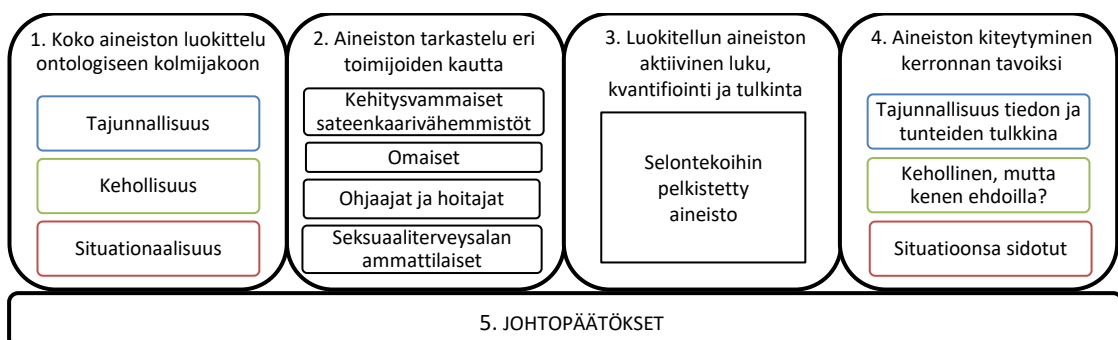 1. Koko aineiston luokittelu
ontologiseen kolmijakoon
Tajunnallisuus
Kehollisuus
Situationaalisuus
2. Aineiston tarkastelu eri
toimijoiden kautta
Kehitysvammaiset
sateenkaarivähemmistöt
Omaiset
Ohjaajat ja hoitajat
Seksuaaliterveysalan
ammattilaiset
3. Luokitellun aineiston
aktiivinen luku,
kvantifiointi ja tulkinta
Selontekoihin
pelkistetty
aineisto
4. Aineiston kiteytyminen
kerronnan tavoiksi
Tajunnallisuus tiedon ja
tunteiden tulkkina
Kehollinen, mutta
kenen ehdoilla?
Situatioonsa sidotut
5. JOHTOPÄÄTÖKSET